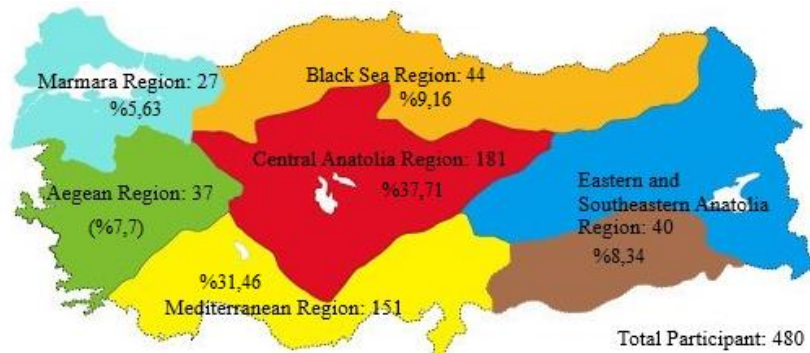 Marmara Region: 27
%5,63
Black Sea Region: 44
%9,16
Central Anatolia Region: 181
%37,71
Aegean Region: 37
(%7,7)
Eastern and
Southeastern Anatolia
Region: 40
%8,34
%31,46
Mediterranean Region: 151
Total Participant: 480